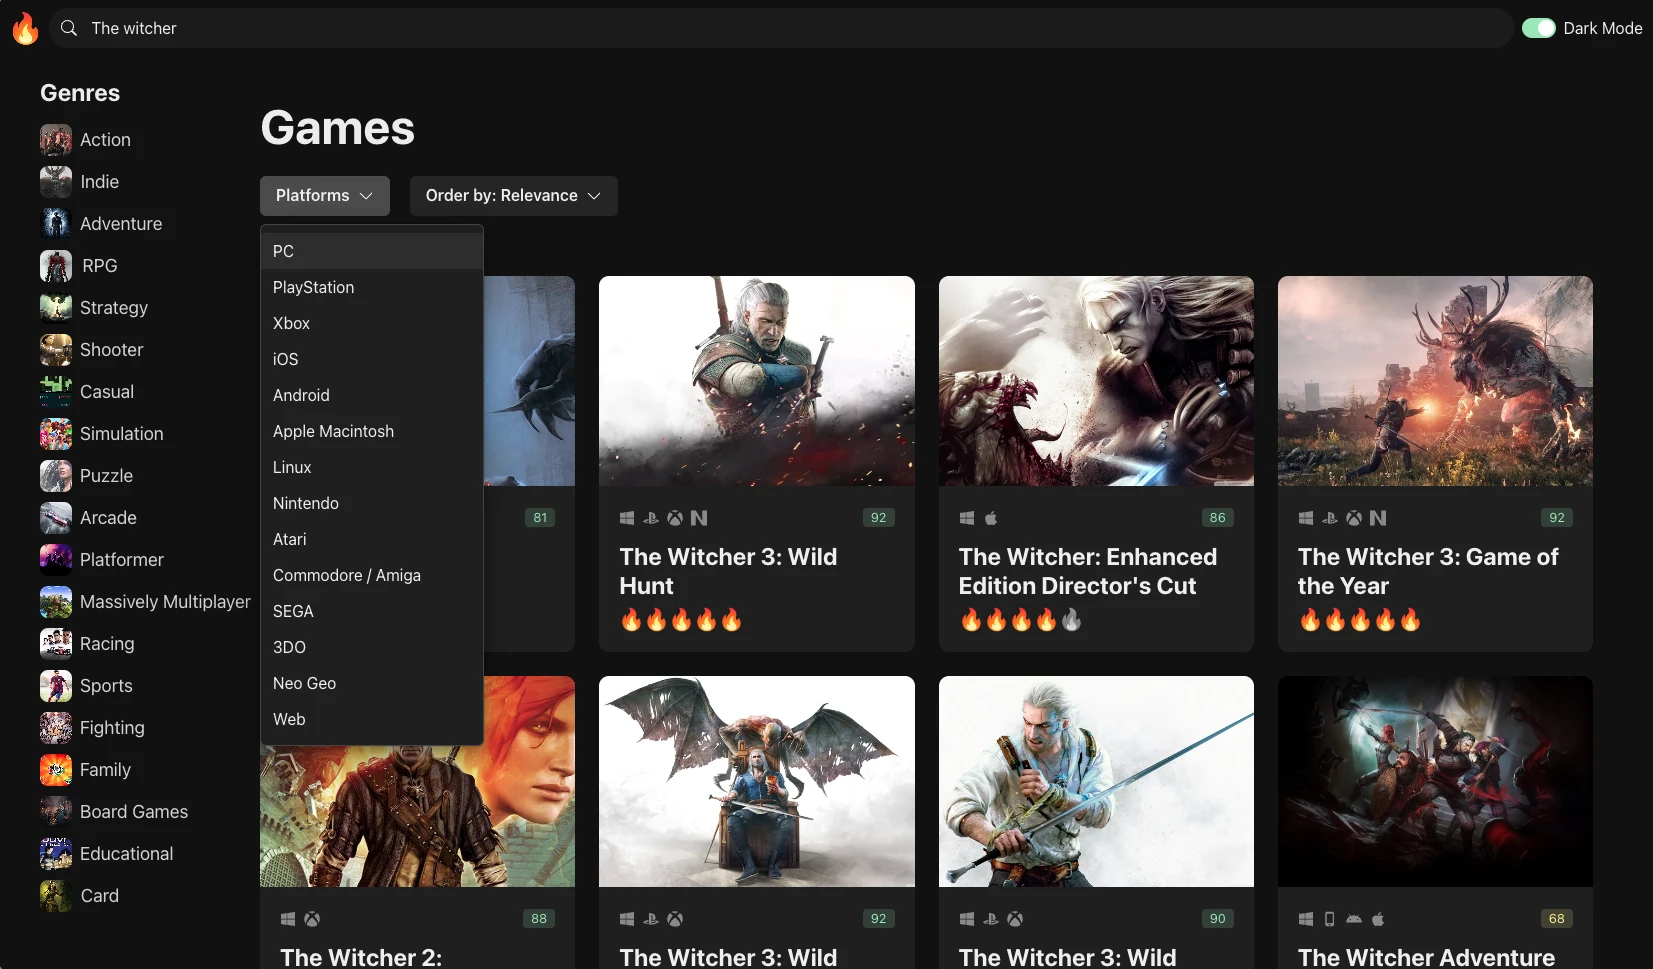 The witcher
Dark Mode
Genres
Action
Indie
Adventure
RPG
Strategy
Shooter
Casual
Simulation
Puzzle
Arcade
Platformer
Massively Multiplayer
Racing
Sports
Fighting
Family
Board Games
Educational
Card
Games
Platforms
Order by: Relevance
PC
PlayStation
Xbox
iOS
Android
Apple Macintosh
Linux
Nintendo
Atari
Commodore / Amiga
SEGA
3DO
Neo Geo
Web
81
92
The Witcher 3: Wild
Hunt
86
The Witcher: Enhanced
Edition Director's Cut
92
The Witcher 3: Game of
the Year
88
The Witcher 2:
92
The Witcher 3: Wild
90
The Witcher 3: Wild
68
The Witcher Adventure